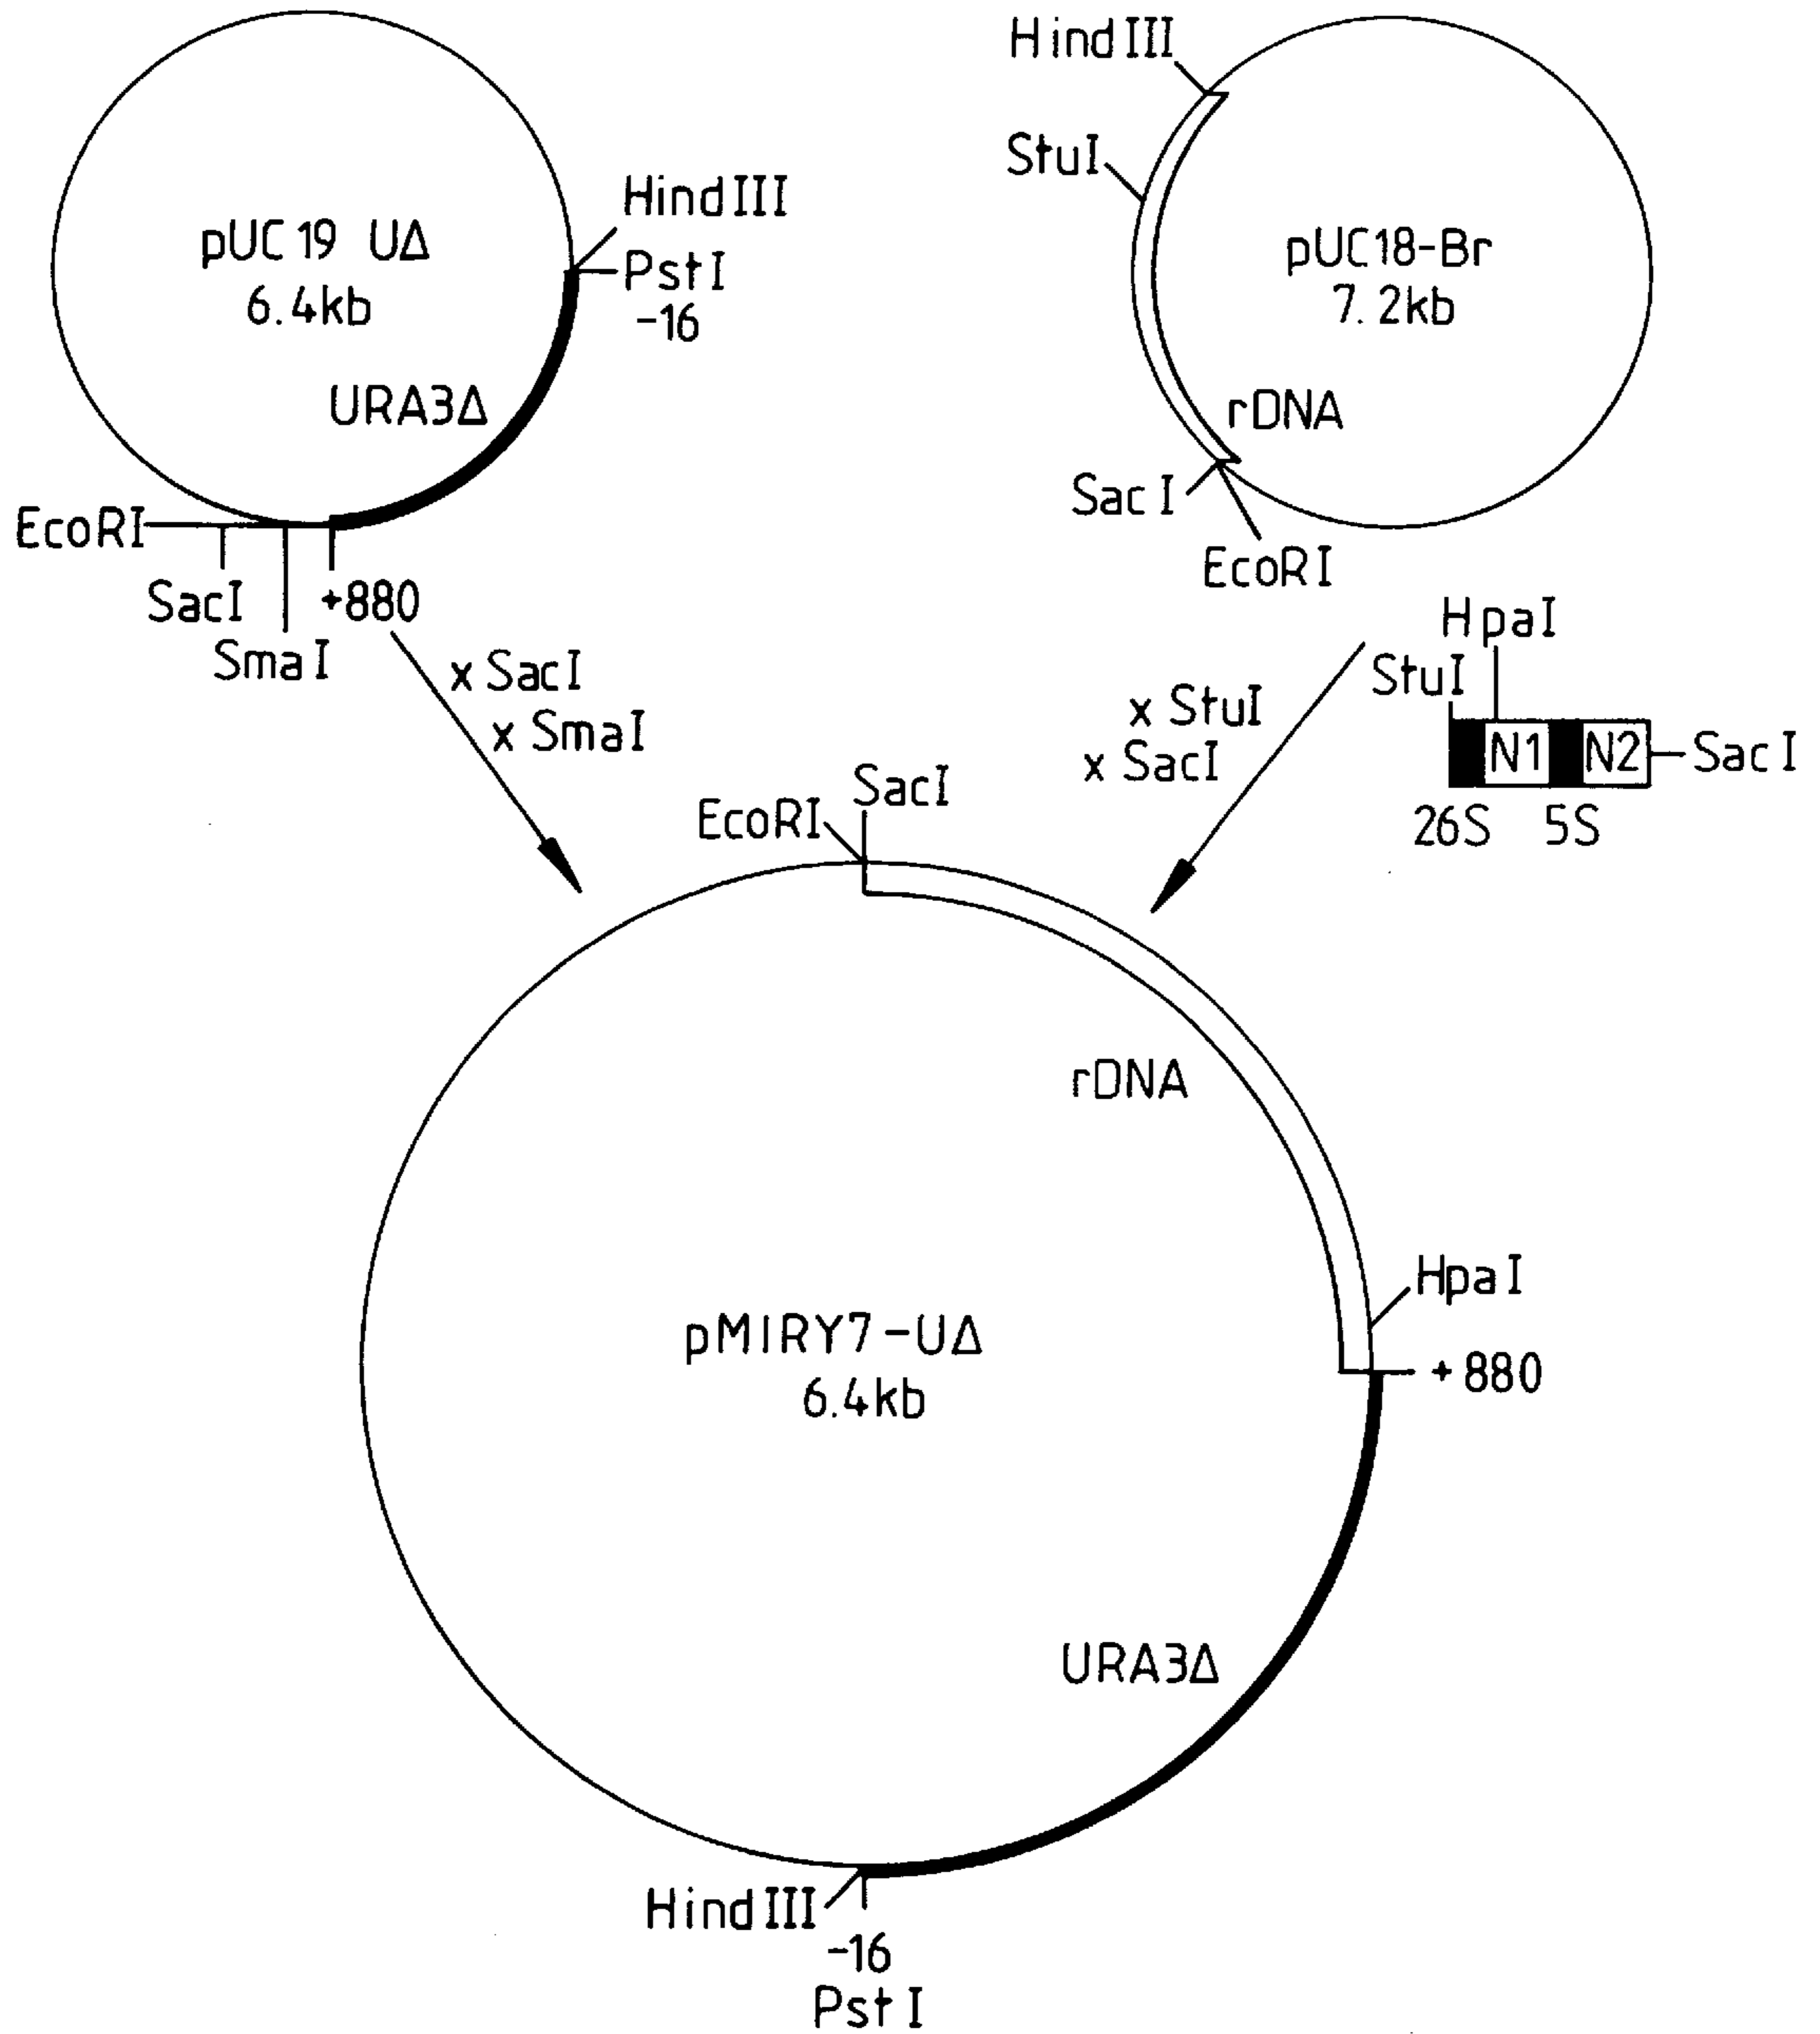 pUC19 UΔ
6.4kb
HindIII
PstI
-16
URA3Δ
EcoRI
SacI
SmaI
+880
HindIII
StuI
pUC18-Br
7.2kb
rDNA
SacI
EcoRI
x SacI
x SmaI
x StuI
x SacI
HpaI
StuI
N1
N2
SacI
26S
5S
EcoRI
SacI
rDNA
HpaI
+880
pMIRY7-UΔ
6.4kb
URA3Δ
HindIII
-16
PstI